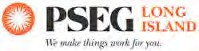 PSEG LONG
ISLAND
We make things work for you.